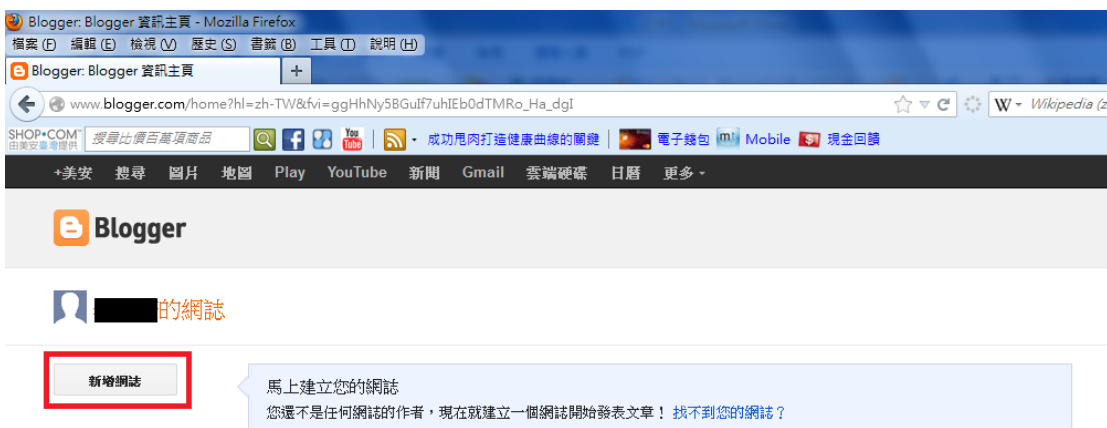 Blogger: Blogger 資訊主頁 - Mozilla Firefox
檔案(F) 編輯(E) 檢視(V) 歷史(S) 書籤(B) 工具(T) 說明(H)
Blogger: Blogger 資訊主頁 +
www.blogger.com/home?hl=zh-TW&fvi=ggHhNy5BGuIf7uhIEb0dTMRo_Ha_dgI W Wikipedia (z
SHOP•COM 由美安臺灣提供 搜尋比價百萬項商品 You Tube 成功甩肉打造健康曲線的關鍵 電子錢包 Mobile 現金回饋
+美安 搜尋 圖片 地圖 Play YouTube 新聞 Gmail 雲端硬碟 日曆 更多
Blogger
的網誌
新增網誌
馬上建立您的網誌
您還不是任何網誌的作者，現在就建立一個網誌開始發表文章！ 找不到您的網誌？